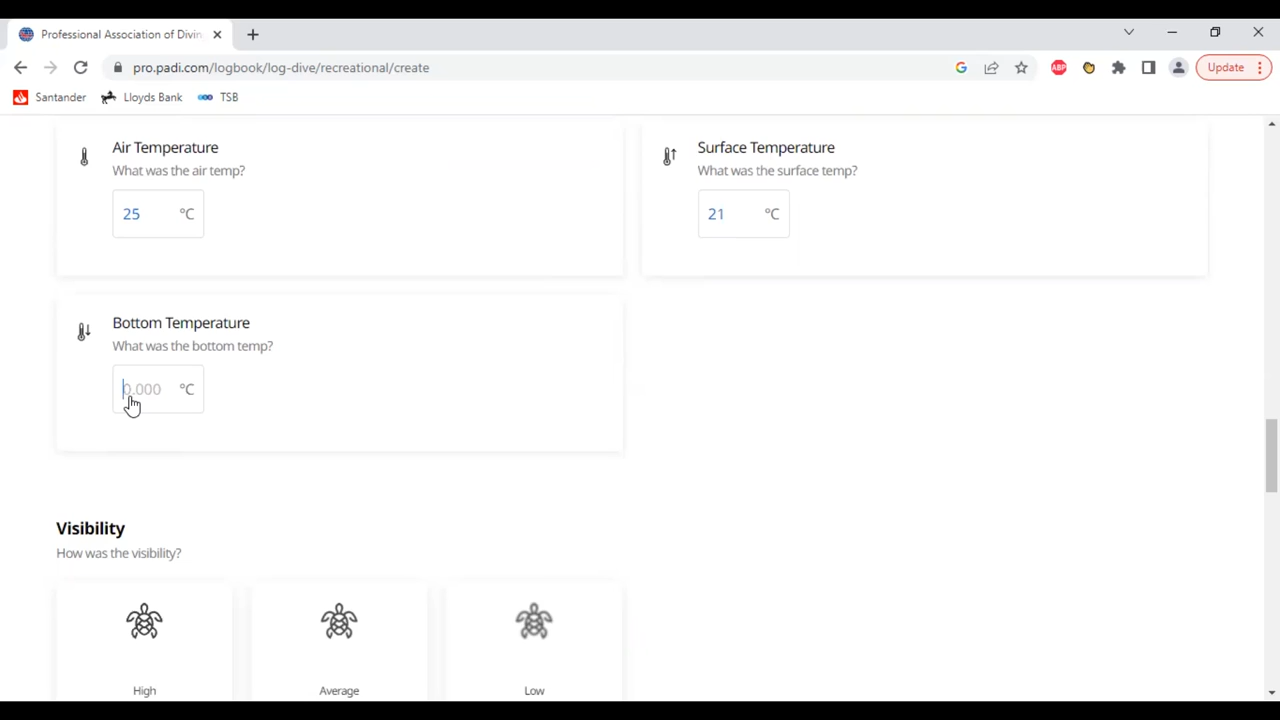 Professional Association of Divin
pro.padi.com/logbook/log-dive/recreational/create
ABP
Update
Santander
Lloyds Bank
TSB
Air Temperature
What was the air temp?
25 °C
Surface Temperature
What was the surface temp?
21 °C
Bottom Temperature
What was the bottom temp?
0.000 °C
Visibility
How was the visibility?
High
Average
Low